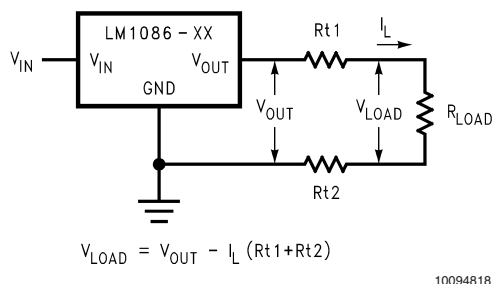 LM1086-XX
Rt1
I_L
V_IN
V_IN
V_OUT
GND
V_OUT
V_LOAD
R_LOAD
Rt2
V_LOAD = V_OUT - I_L (Rt1+Rt2)
10094818